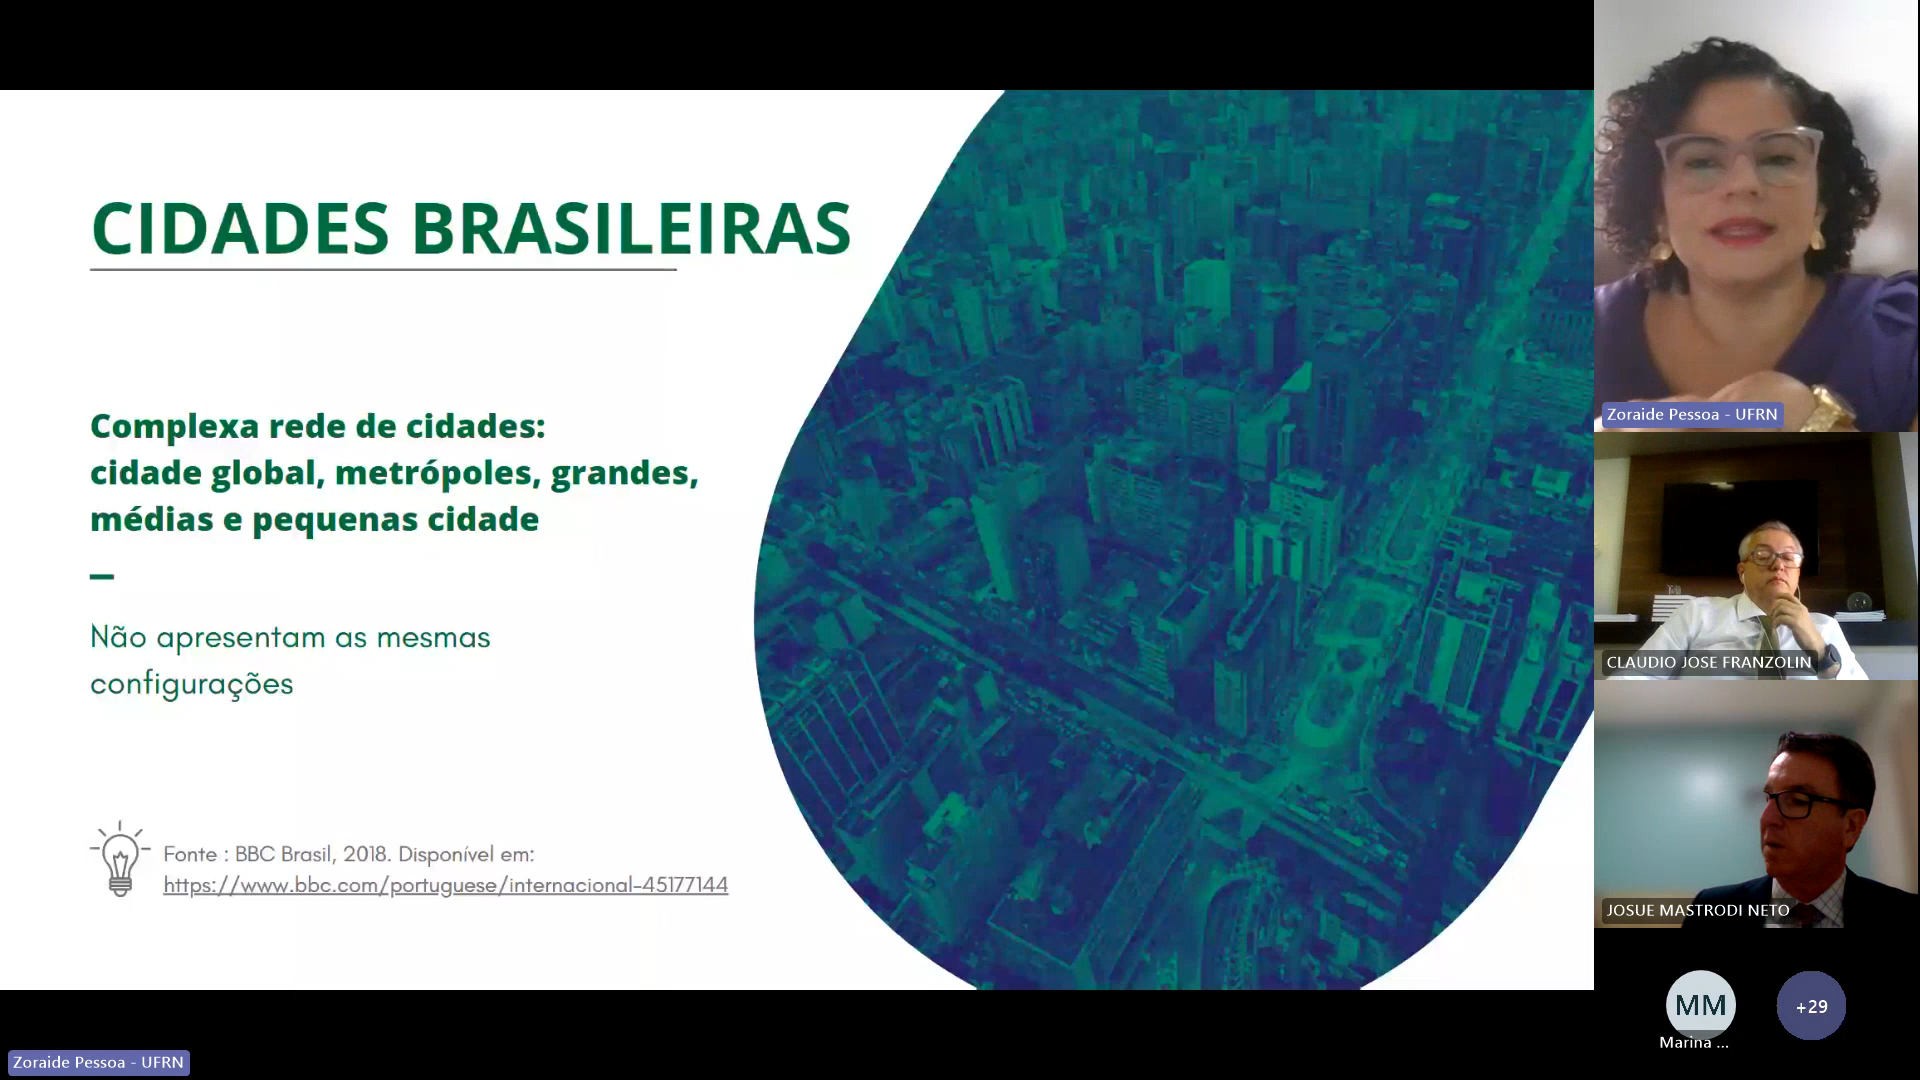 CIDADES BRASILEIRAS
Complexa rede de cidades:
cidade global, metrópoles, grandes,
médias e pequenas cidade
Não apresentam as mesmas
configurações
Fonte : BBC Brasil, 2018. Disponível em:
https://www.bbc.com/portuguese/internacional-45177144
Zoraide Pessoa - UFRN
CLAUDIO JOSE FRANZOLIN
JOSUE MASTRODI NETO
MM
+29
Marina ...
Zoraide Pessoa - UFRN